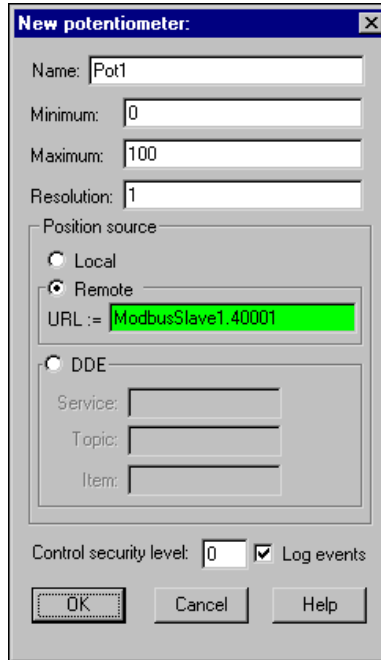 New potentiometer:
Name: Pot1
Minimum: 0
Maximum: 100
Resolution: 1
Position source
Local
Remote
URL := ModbusSlave1.40001
DDE
Service:
Topic:
Item:
Control security level: 0 Log events
OK Cancel Help